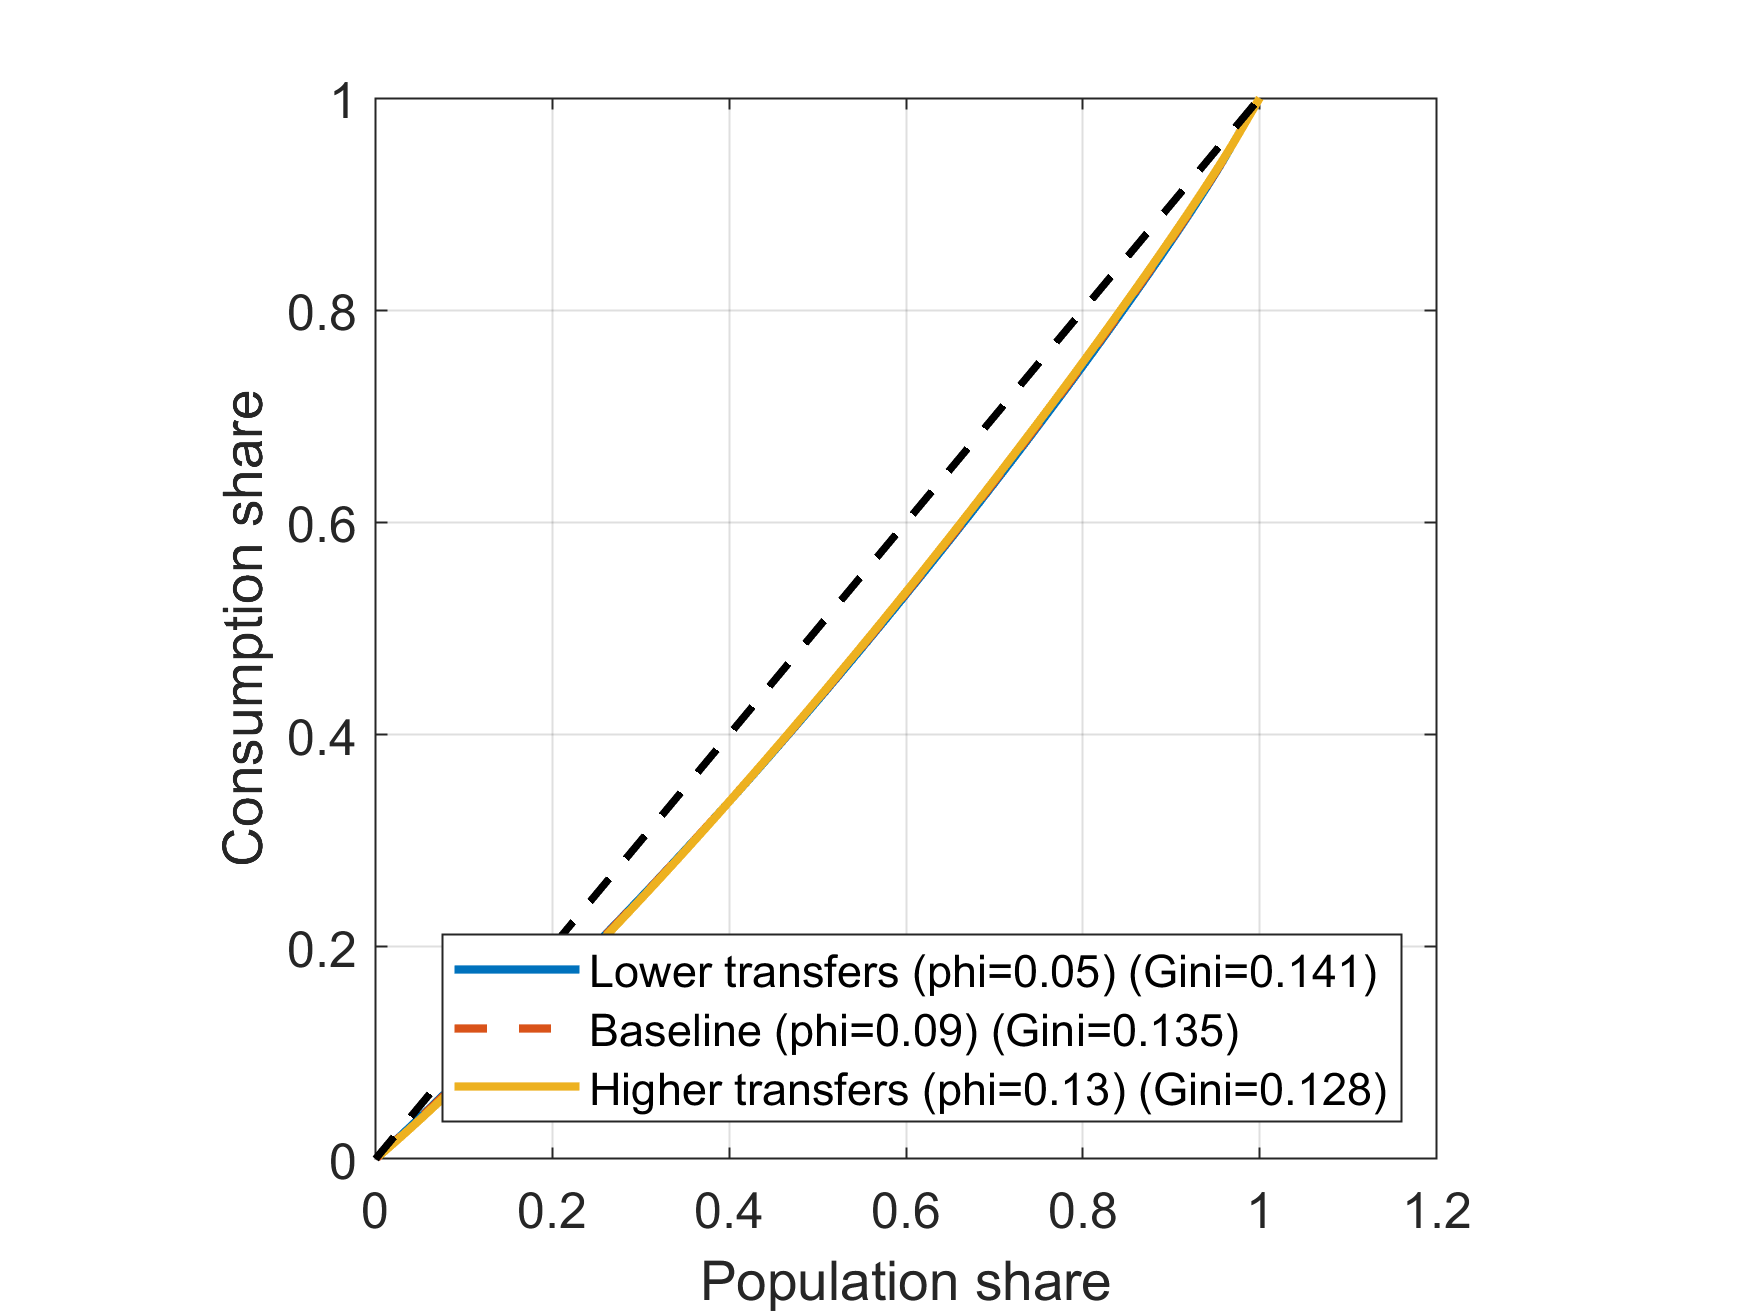 1
0.8
0.6
0.4
0.2
0
Consumption share
Lower transfers (phi=0.05) (Gini=0.141)
Baseline (phi=0.09) (Gini=0.135)
Higher transfers (phi=0.13) (Gini=0.128)
0 0.2 0.4 0.6 0.8 1 1.2
Population share